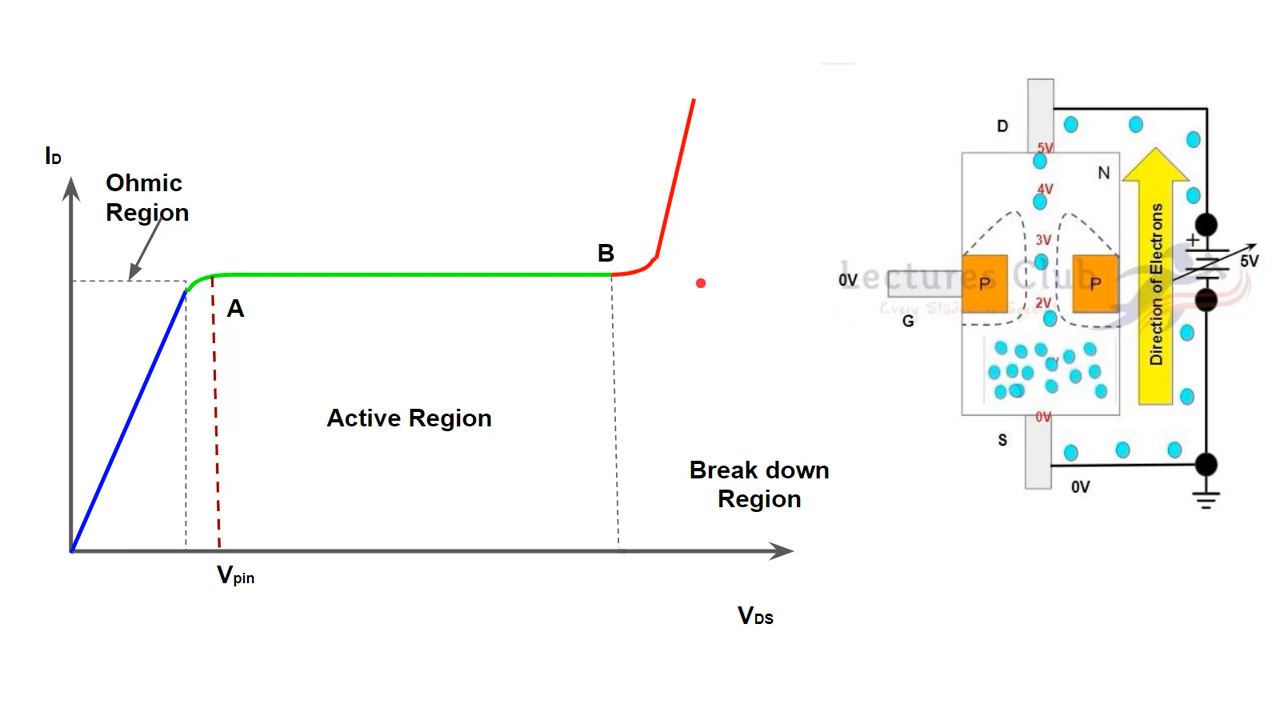 ID
Ohmic
Region
A
B
Active Region
Break down
Region
Vpin
VDS
D
5V
4V
N
3V
0V
P
P
G
2V
0V
S
0V
+
5V
Direction of Electrons
Lectures Club